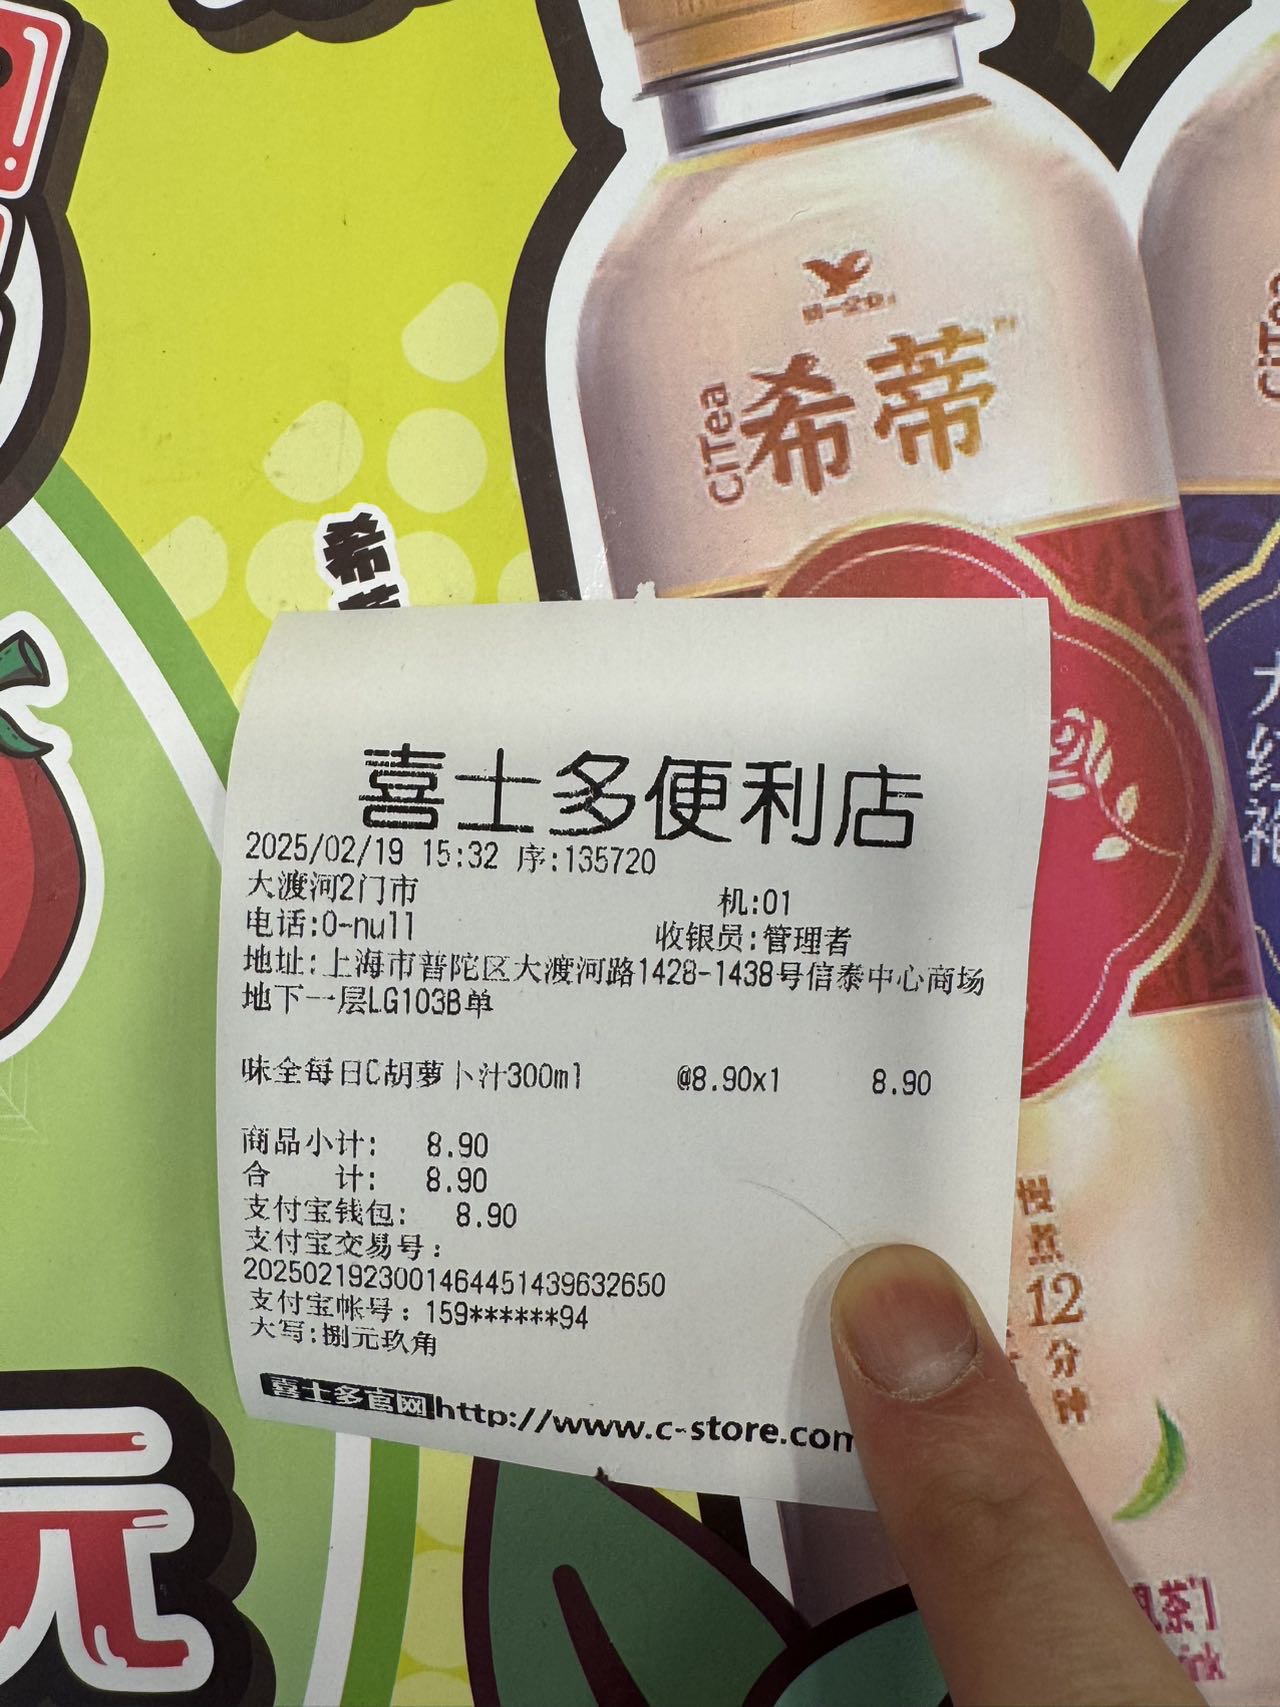 希蒂
CiTea
希
喜士多便利店
2025/02/19 15:32 序:135720
大渡河2门市 机:01
电话:0-null 收银员:管理者
地址:上海市普陀区大渡河路1428-1438号信泰中心商场
地下一层LG103B单
味全每日C胡萝卜汁300ml @8.90x1 8.90
商品小计: 8.90
合 计: 8.90
支付宝钱包: 8.90
支付宝交易号:
2025021923001464451439632650
支付宝帐号:159******94
大写:捌元玖角
喜士多官网http://www.c-store.com
慢煮12分钟
元